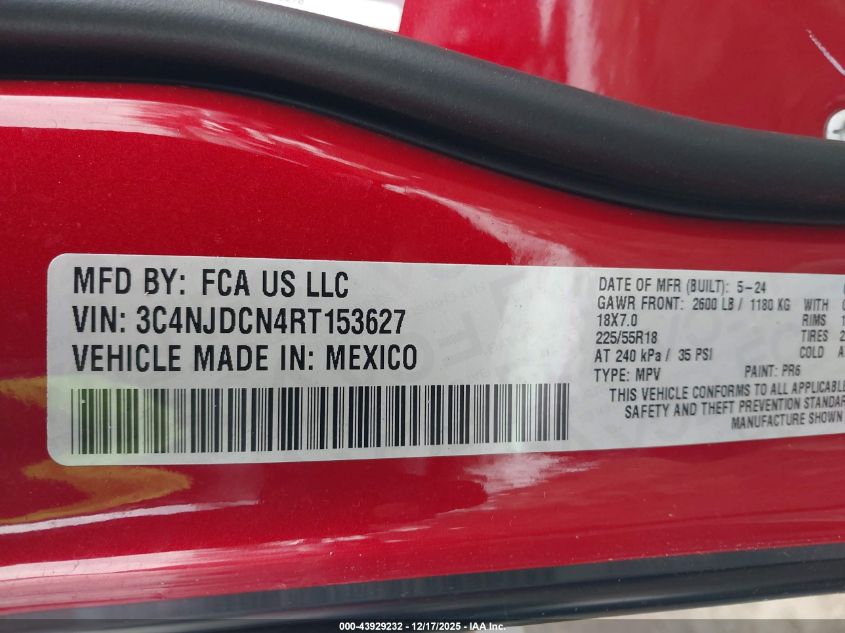 MFD BY: FCA US LLC
VIN: 3C4NJDCN4RT153627
VEHICLE MADE IN: MEXICO
DATE OF MFR (BUILT): 5-24
GAWR FRONT: 2600 LB / 1180 KG WITH
18X7.0 RIMS
225/55R18 TIRES
AT 240 kPa / 35 PSI COLD
TYPE: MPV PAINT: PR6
THIS VEHICLE CONFORMS TO ALL APPLICABLE
SAFETY AND THEFT PREVENTION STANDAR
MANUFACTURE SHOWN
000-43929232 - 12/17/2025 - IAA Inc.